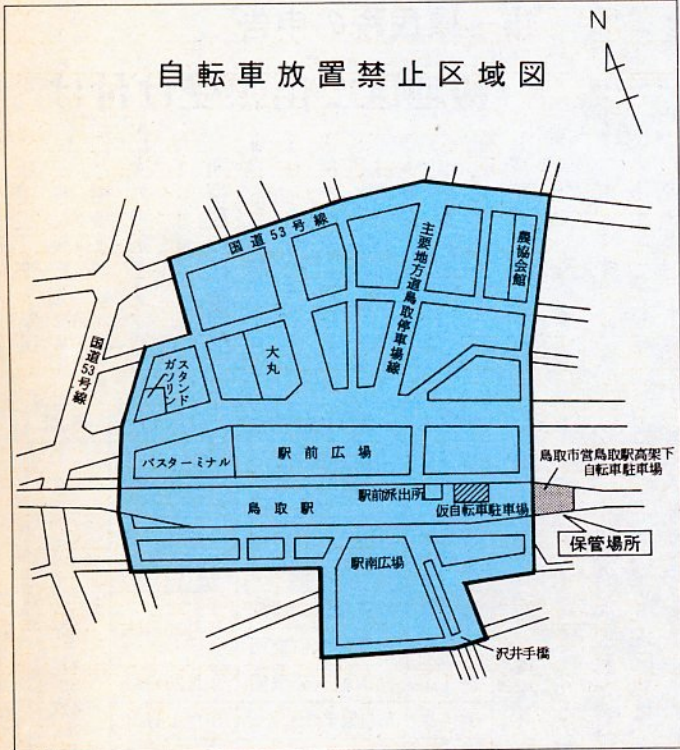 N
自転車放置禁止区域図
国道53号線
主要地方道鳥取停車場線
農協会館
国道53号線
ガソリン
スタンド
大丸
バスターミナル
駅前広場
鳥取市営鳥取駅高架下
自転車駐車場
鳥取駅
駅前派出所
仮自転車駐車場
保管場所
駅南広場
沢井手橋